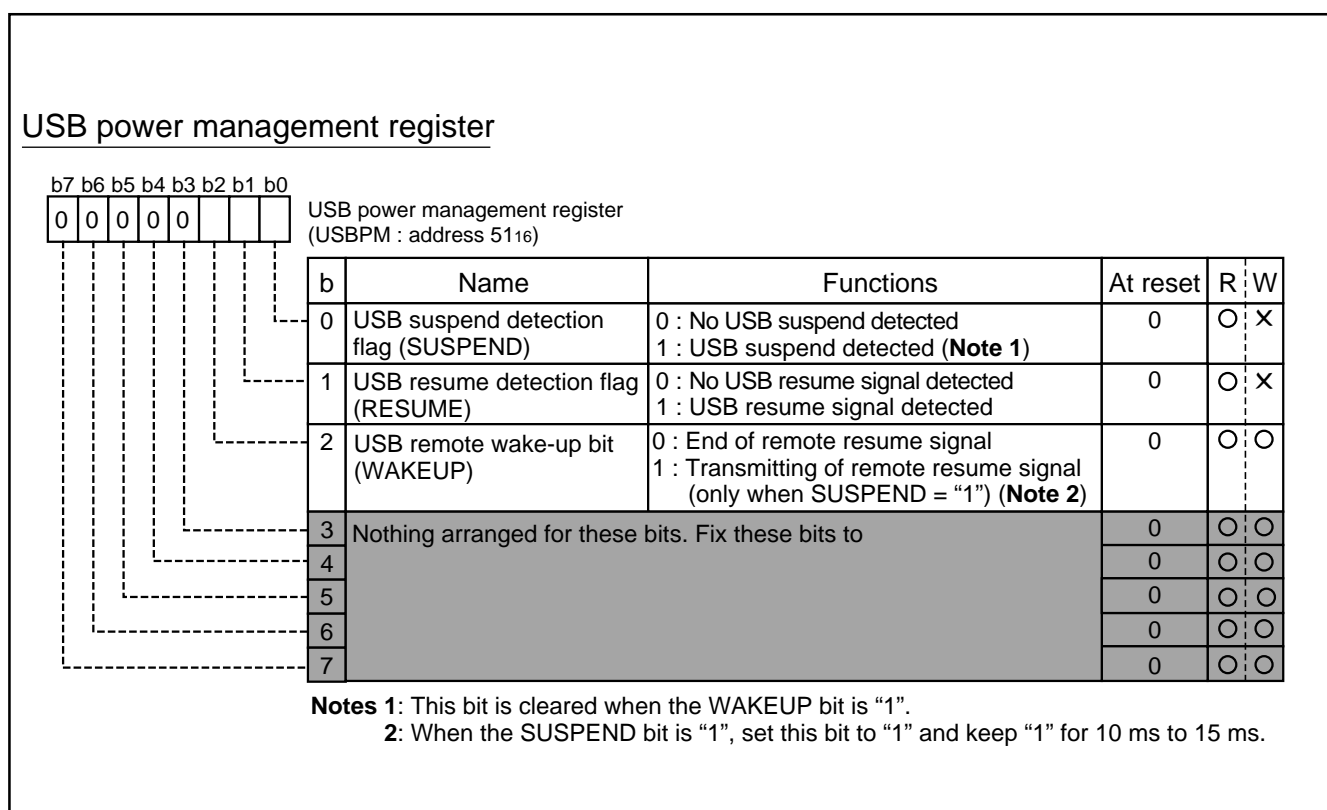 USB power management register
b7 b6 b5 b4 b3 b2 b1 b0
0 0 0 0 0
USB power management register
(USBPM : address 5116)
b Name Functions At reset R W
0 USB suspend detection flag (SUSPEND) 0 : No USB suspend detected 0 O ×
1 : USB suspend detected (Note 1)
1 USB resume detection flag (RESUME) 0 : No USB resume signal detected 0 O ×
1 : USB resume signal detected
2 USB remote wake-up bit (WAKEUP) 0 : End of remote resume signal 0 O O
1 : Transmitting of remote resume signal
(only when SUSPEND = “1”) (Note 2)
3 Nothing arranged for these bits. Fix these bits to 0 O O
4 0 O O
5 0 O O
6 0 O O
7 0 O O
Notes 1: This bit is cleared when the WAKEUP bit is “1”.
2: When the SUSPEND bit is “1”, set this bit to “1” and keep “1” for 10 ms to 15 ms.